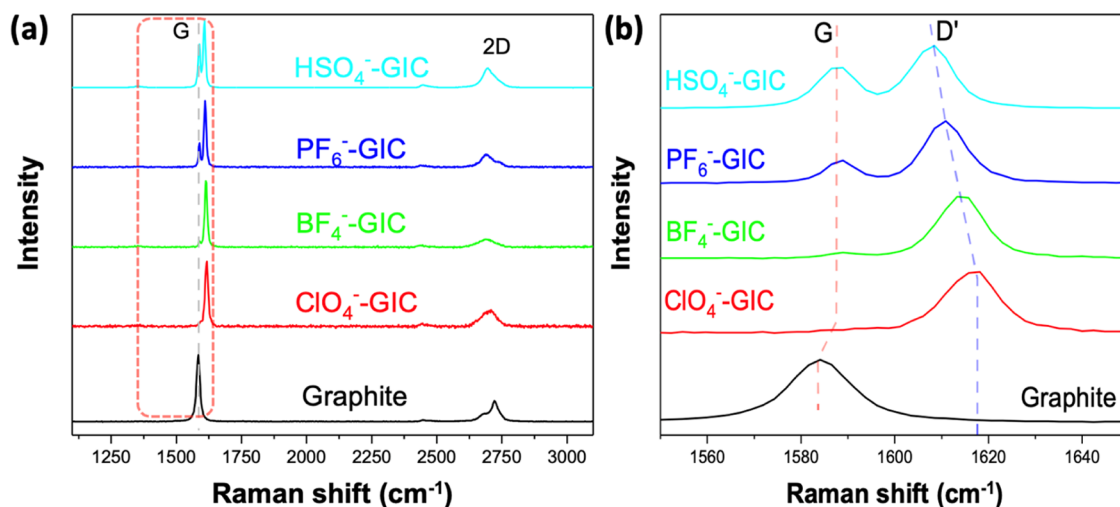 (a)
G
2D
HSO₄⁻-GIC
PF₆⁻-GIC
BF₄⁻-GIC
ClO₄⁻-GIC
Graphite
Intensity
1250 1500 1750 2000 2250 2500 2750 3000
Raman shift (cm⁻¹)
(b)
G D'
HSO₄⁻-GIC
PF₆⁻-GIC
BF₄⁻-GIC
ClO₄⁻-GIC
Graphite
Intensity
1560 1580 1600 1620 1640
Raman shift (cm⁻¹)